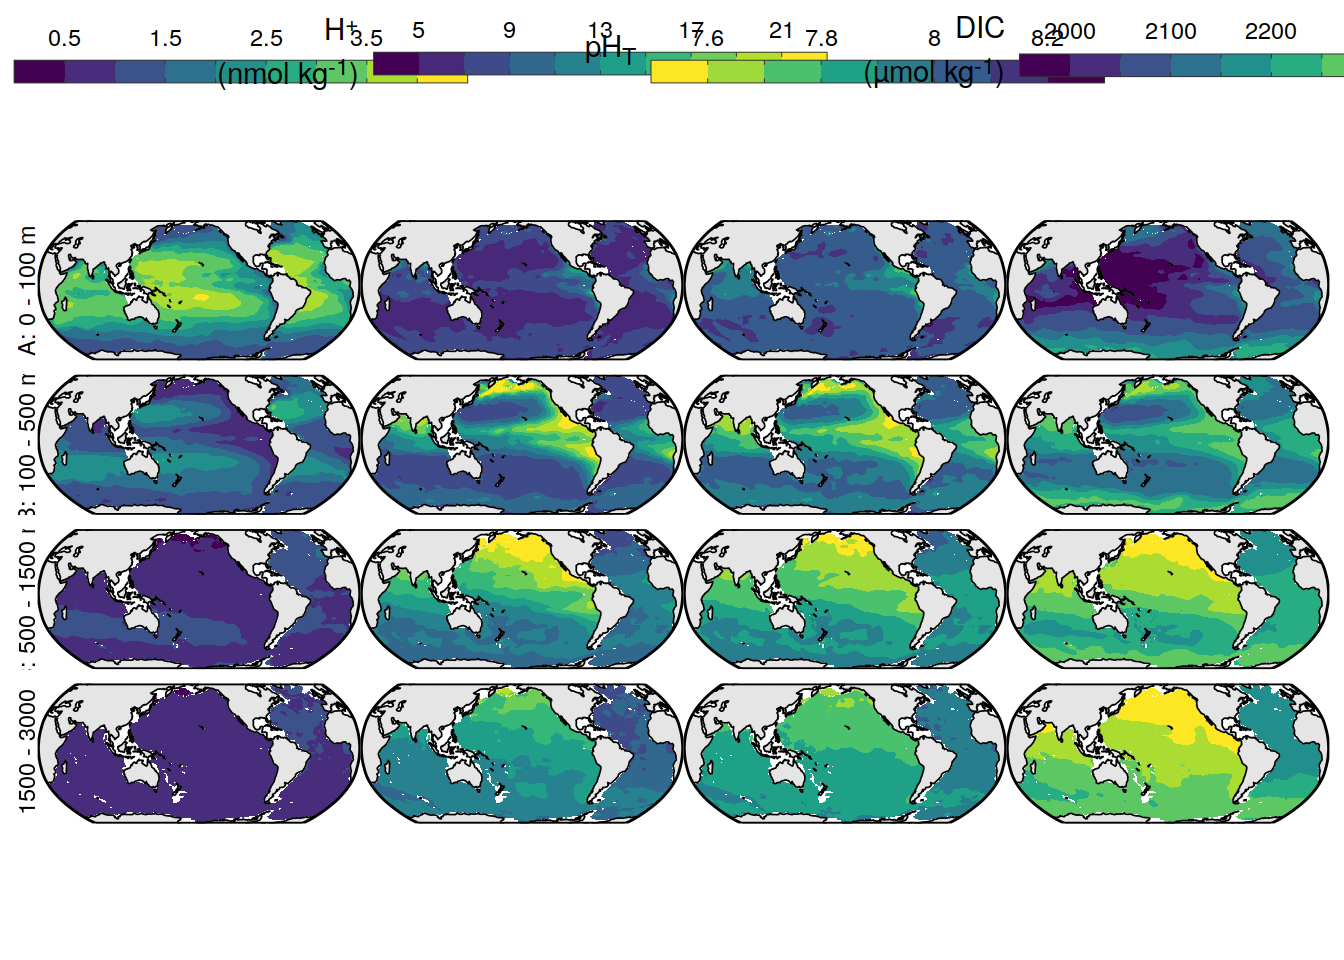 0.5 1.5 2.5 3.5
H⁺ 5 9 13 17 21
(nmol kg⁻¹)
pH_T 7.6 7.8 8 8.2
DIC 2000 2100 2200
(µmol kg⁻¹)
A: 0 - 100 m
B: 100 - 500 m
: 500 - 1500 m
1500 - 3000